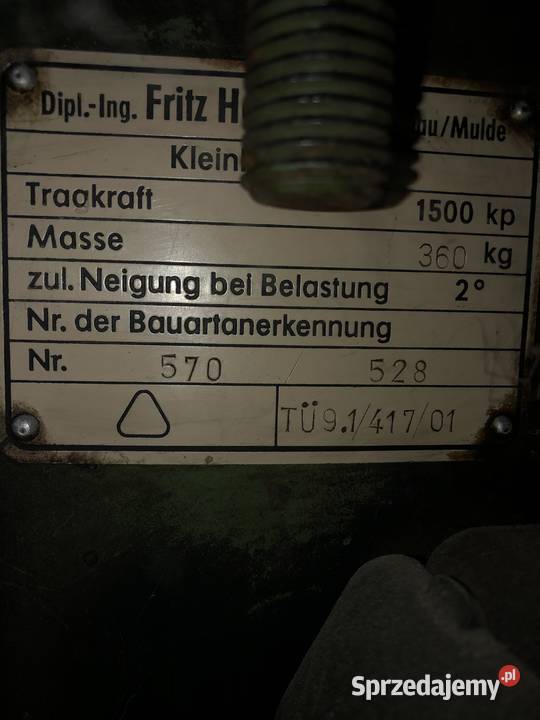 Dipl.-Ing. Fritz H au/Mulde
Klein
Tragkraft 1500 kp
Masse 360 kg
zul. Neigung bei Belastung 2°
Nr. der Bauartanerkennung
Nr. 570 / 528
TÜ9.1/417/01
Sprzedajemy.pl